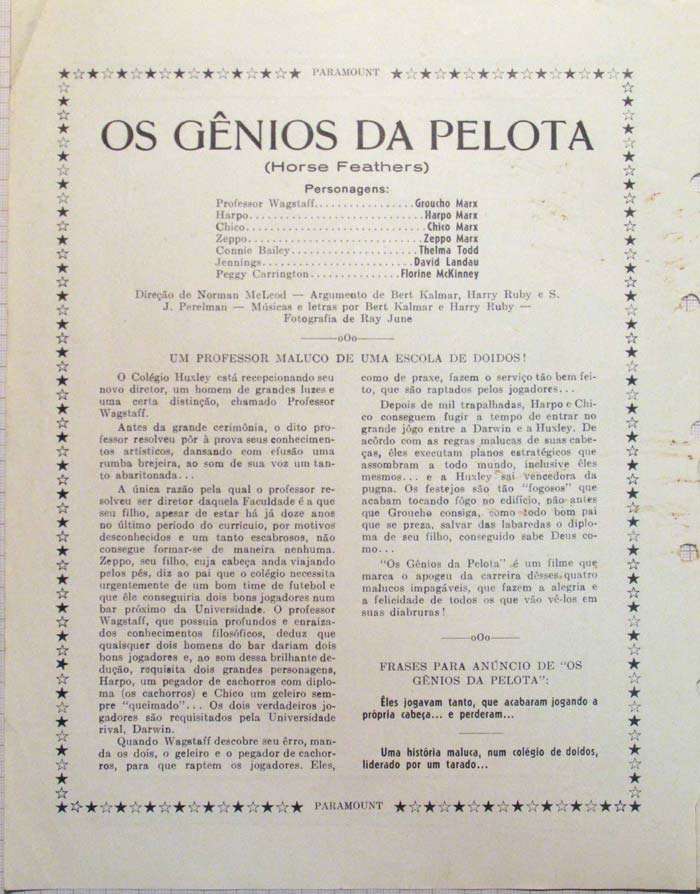 PARAMOUNT
OS GÊNIOS DA PELOTA
(Horse Feathers)
Personagens:
Professor Wagstaff................Groucho Marx
Harpo............................Harpo Marx
Chico.............................Chico Marx
Zeppo............................Zeppo Marx
Connie Bailey.....................Thelma Todd
Jennings.........................David Landau
Peggy Carrington..............Florine McKinney
Direção de Norman McLeod — Argumento de Bert Kalmar, Harry Ruby e S.
J. Perelman — Músicas e letras por Bert Kalmar e Harry Ruby —
Fotografia de Ray June
——oOo——
UM PROFESSOR MALUCO DE UMA ESCOLA DE DOIDOS!
O Colégio Huxley está recepcionando seu
novo diretor, um homem de grandes luzes e
uma certa distinção, chamado Professor
Wagstaff.
Antes da grande cerimônia, o dito pro-
fessor resolveu pôr à prova seus conhecimen-
tos artísticos, dansando com efusão uma
rumba brejeira, ao som de sua voz um tan-
to abaritonada...
A única razão pela qual o professor re-
solveu ser diretor daquela Faculdade é a que
seu filho, apesar de estar há já doze anos
no último período do currículo, por motivos
desconhecidos e um tanto escabrosos, não
consegue formar-se de maneira nenhuma.
Zeppo, seu filho, cuja cabeça anda viajando
pelos pés, diz ao pai que o colégio necessita
urgentemente de um bom time de futebol e
que êle conseguiria dois bons jogadores num
bar próximo da Universidade. O professor
Wagstaff, que possuia profundos e enraiza-
dos conhecimentos filosóficos, deduz que
quaisquer dois homens do bar dariam dois
bons jogadores e, ao som dessa brilhante de-
dução, requisita dois grandes personagens,
Harpo, um pegador de cachorros com diplo-
ma (os cachorros) e Chico um geleiro sem-
pre "queimado"... Os dois verdadeiros jo-
gadores são requisitados pela Universidade
rival, Darwin.
Quando Wagstaff descobre seu êrro, man-
da os dois, o geleiro e o pegador de cachor-
ros, para que raptem os jogadores. Eles,
como de praxe, fazem o serviço tão bem fei-
to, que são raptados pelos jogadores...
Depois de mil trapalhadas, Harpo e Chi-
co conseguem fugir a tempo de entrar no
grande jôgo entre a Darwin e a Huxley. De
acôrdo com as regras malucas de suas cabe-
ças, êles executam planos estratégicos que
assombram a todo mundo, inclusive êles
mesmos... e a Huxley sai vencedora da
pugna. Os festejos são tão "fogosos" que
acabam tocando fôgo no edifício, não antes
que Groucho consiga, como todo bom pai
que se preza, salvar das labaredas o diplo-
ma de seu filho, conseguido sabe Deus co-
mo...
"Os Gênios da Pelota" é um filme que
marca o apogeu da carreira dêsses quatro
malucos impagáveis, que fazem a alegria e
a felicidade de todos os que vão vê-los em
suas diabruras!
——oOo——
FRASES PARA ANÚNCIO DE "OS
GÊNIOS DA PELOTA":
Êles jogavam tanto, que acabaram jogando a
própria cabeça... e perderam...
Uma história maluca, num colégio de doidos,
liderado por um tarado...
PARAMOUNT